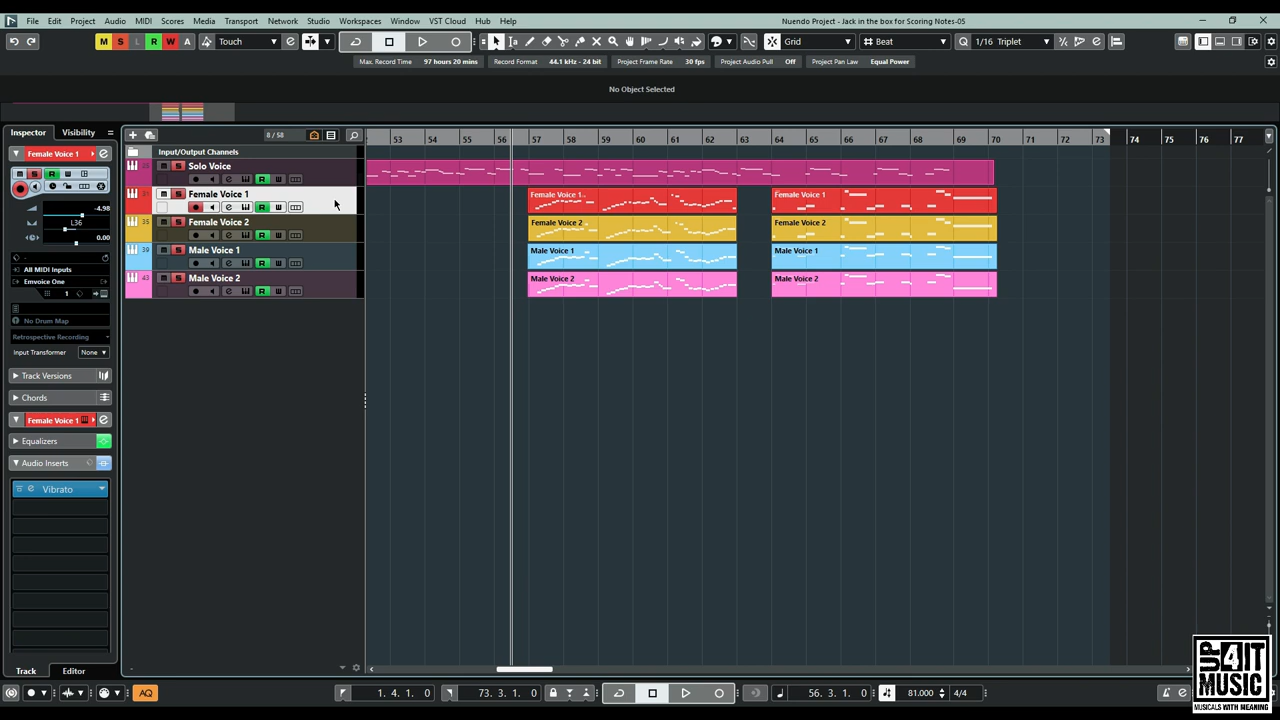 File Edit Project Audio MIDI Scores Media Transport Network Studio Workspaces Window VST Cloud Hub Help
Nuendo Project - Jack in the box for Scoring Notes-05
M S L R W A Touch Grid Beat Q 1/16 Triplet
Max. Record Time 97 hours 20 mins Record Format 44.1 kHz - 24 bit Project Frame Rate 30 fps Project Audio Pull Off Project Pan Law Equal Power
No Object Selected
Inspector Visibility
8 / 58
53 54 55 56 57 58 59 60 61 62 63 64 65 66 67 68 69 70 71 72 73 74 75 76 77
Input/Output Channels
Female Voice 1
Solo Voice
Female Voice 1
Female Voice 1
Female Voice 1
35 Female Voice 2
Female Voice 2
Female Voice 2
39 Male Voice 1
Male Voice 1
Male Voice 1
43 Male Voice 2
Male Voice 2
Male Voice 2
-4.98
L36
0.00
All MIDI Inputs
Emvoice One
1
No Drum Map
Retrospective Recording
Input Transformer None
Track Versions
Chords
Female Voice 1
Equalizers
Audio Inserts
Vibrato
Track Editor
AQ
1. 4. 1. 0
73. 3. 1. 0
56. 3. 1. 0
81.000
4/4
UP4IT
MUSIC
MUSICALS WITH MEANING